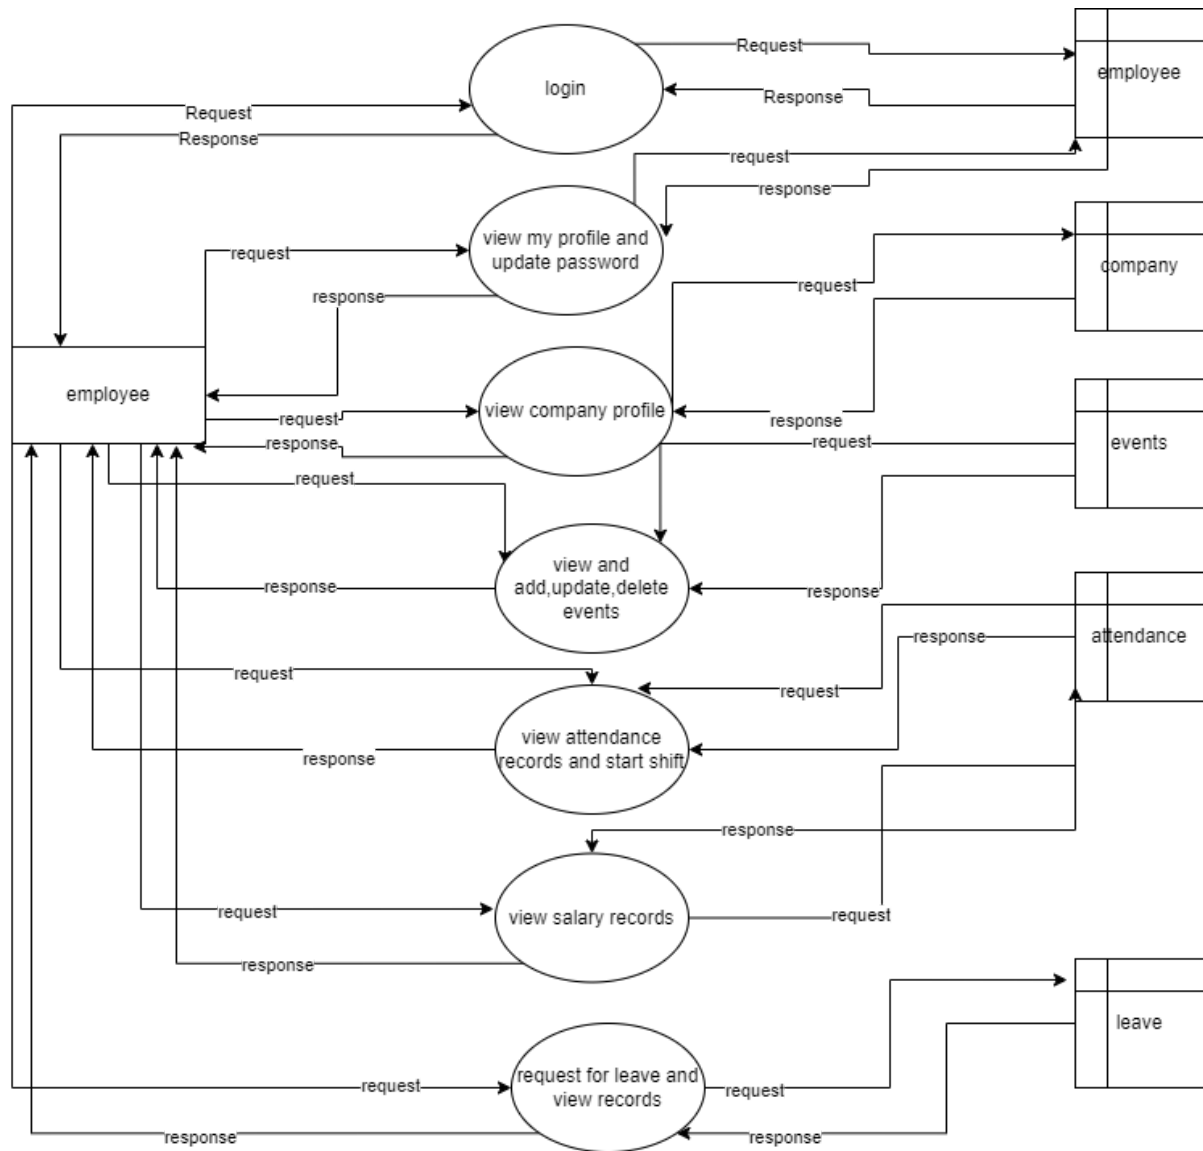 Request
login
employee
Request
Response
Response
request
response
view my profile and
update password
request
company
request
response
employee
view company profile
request
response
response
request
events
request
view and
add,update,delete
events
response
response
attendance
response
request
request
view attendance
records and start shift
response
response
request
view salary records
request
response
leave
request for leave and
view records
request
request
response
response